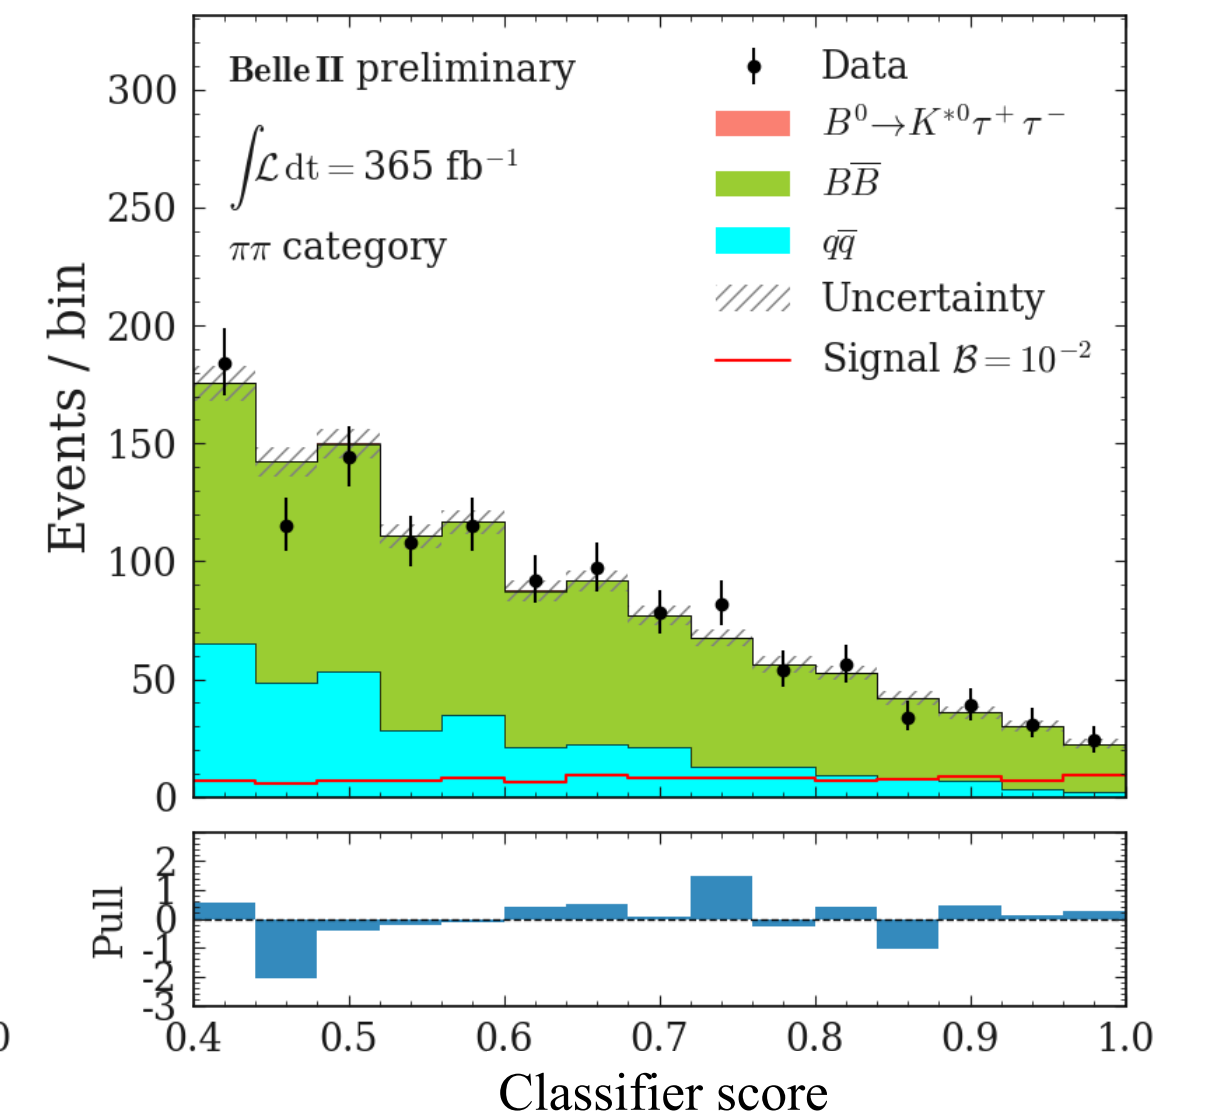 Belle II preliminary
∫ℒ dt = 365 fb⁻¹
ππ category
Data
B⁰→K*⁰τ⁺τ⁻
BB̅
qq̅
Uncertainty
Signal ℬ = 10⁻²
Events / bin
300
250
200
150
100
50
0
Pull
2
1
0
-1
-2
-3
0
0.4 0.5 0.6 0.7 0.8 0.9 1.0
Classifier score